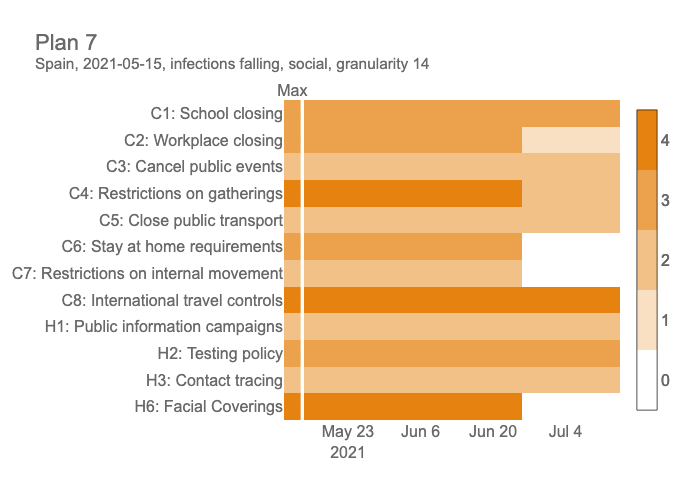 Plan 7
Spain, 2021-05-15, infections falling, social, granularity 14
Max
C1: School closing
C2: Workplace closing
C3: Cancel public events
C4: Restrictions on gatherings
C5: Close public transport
C6: Stay at home requirements
C7: Restrictions on internal movement
C8: International travel controls
H1: Public information campaigns
H2: Testing policy
H3: Contact tracing
H6: Facial Coverings
May 23 Jun 6 Jun 20 Jul 4
2021
4
3
2
1
0